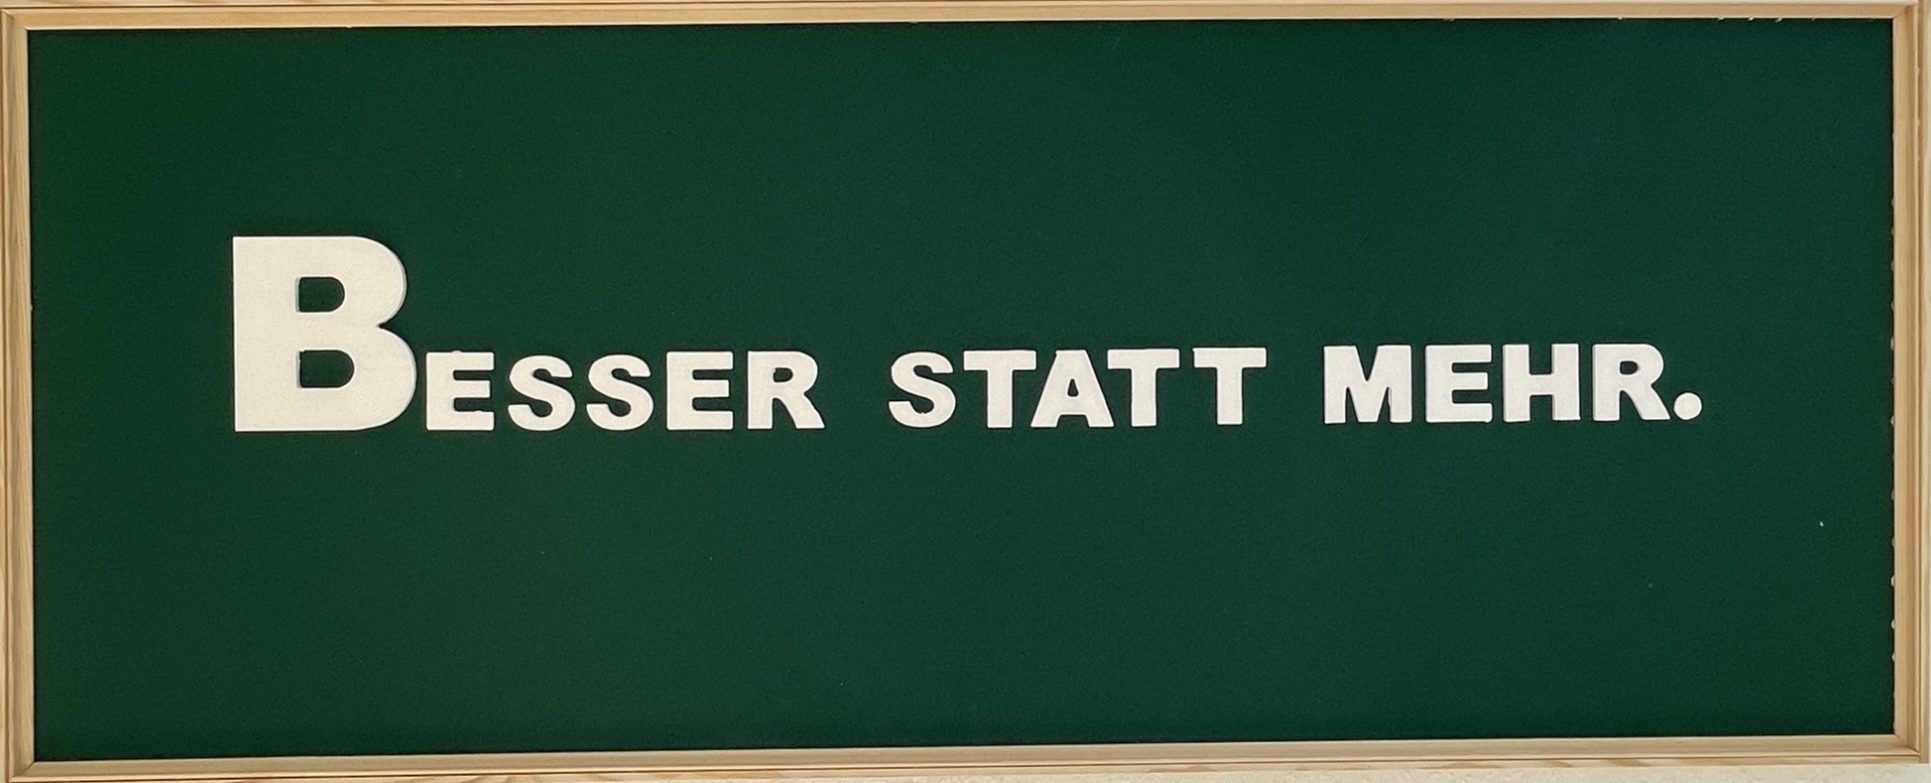 BESSER STATT MEHR.